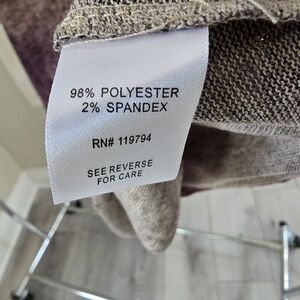 98% POLYESTER
2% SPANDEX
RN# 119794
SEE REVERSE
FOR CARE